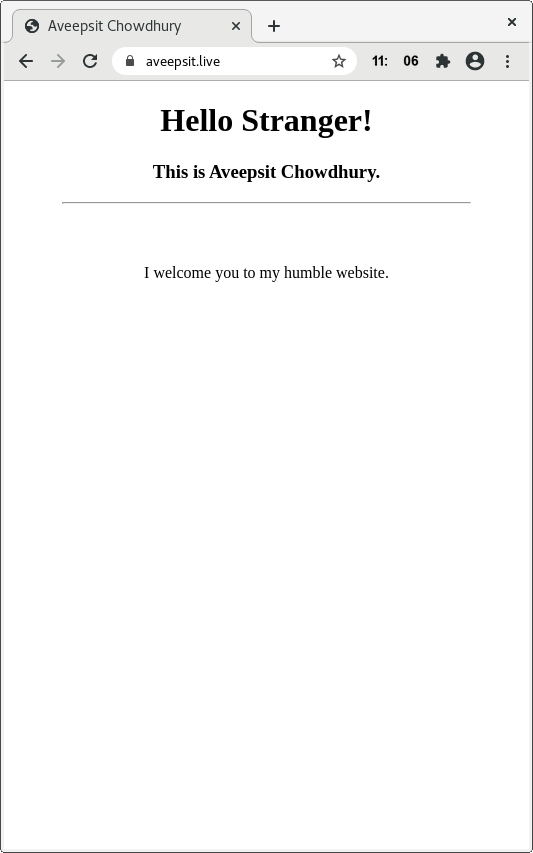 Aveepsit Chowdhury
aveepsit.live 11: 06
Hello Stranger!
This is Aveepsit Chowdhury.
I welcome you to my humble website.